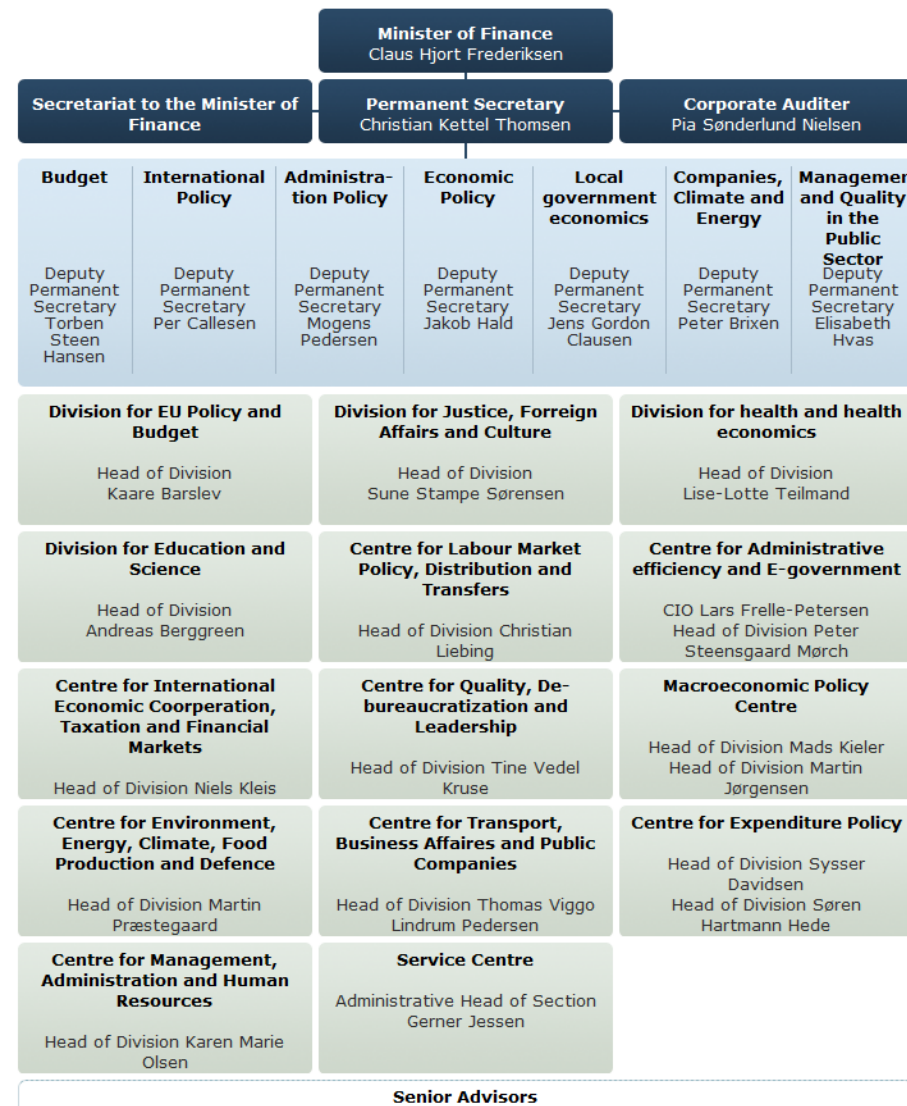 Minister of Finance
Claus Hjort Frederiksen
Secretariat to the Minister of
Finance
Permanent Secretary
Christian Kettel Thomsen
Corporate Auditer
Pia Sønderlund Nielsen
Budget
Deputy
Permanent
Secretary
Torben
Steen
Hansen
International
Policy
Deputy
Permanent
Secretary
Per Callesen
Administra-
tion Policy
Deputy
Permanent
Secretary
Mogens
Pedersen
Economic
Policy
Deputy
Permanent
Secretary
Jakob Hald
Local
government
economics
Deputy
Permanent
Secretary
Jens Gordon
Clausen
Companies,
Climate and
Energy
Deputy
Permanent
Secretary
Peter Brixen
Managemen
and Quality
in the
Public
Sector
Deputy
Permanent
Secretary
Elisabeth
Hvas
Division for EU Policy and
Budget
Head of Division
Kaare Barslev
Division for Justice, Forreign
Affairs and Culture
Head of Division
Sune Stampe Sørensen
Division for health and health
economics
Head of Division
Lise-Lotte Teilmand
Division for Education and
Science
Head of Division
Andreas Berggreen
Centre for Labour Market
Policy, Distribution and
Transfers
Head of Division Christian
Liebing
Centre for Administrative
efficiency and E-government
CIO Lars Frelle-Petersen
Head of Division Peter
Steensgaard Mørch
Centre for International
Economic Coorperation,
Taxation and Financial
Markets
Head of Division Niels Kleis
Centre for Quality, De-
bureaucratization and
Leadership
Head of Division Tine Vedel
Kruse
Macroeconomic Policy
Centre
Head of Division Mads Kieler
Head of Division Martin
Jørgensen
Centre for Environment,
Energy, Climate, Food
Production and Defence
Head of Division Martin
Præstegaard
Centre for Transport,
Business Affaires and Public
Companies
Head of Division Thomas Viggo
Lindrum Pedersen
Centre for Expenditure Policy
Head of Division Sysser
Davidsen
Head of Division Søren
Hartmann Hede
Centre for Management,
Administration and Human
Resources
Head of Division Karen Marie
Olsen
Service Centre
Administrative Head of Section
Gerner Jessen
Senior Advisors